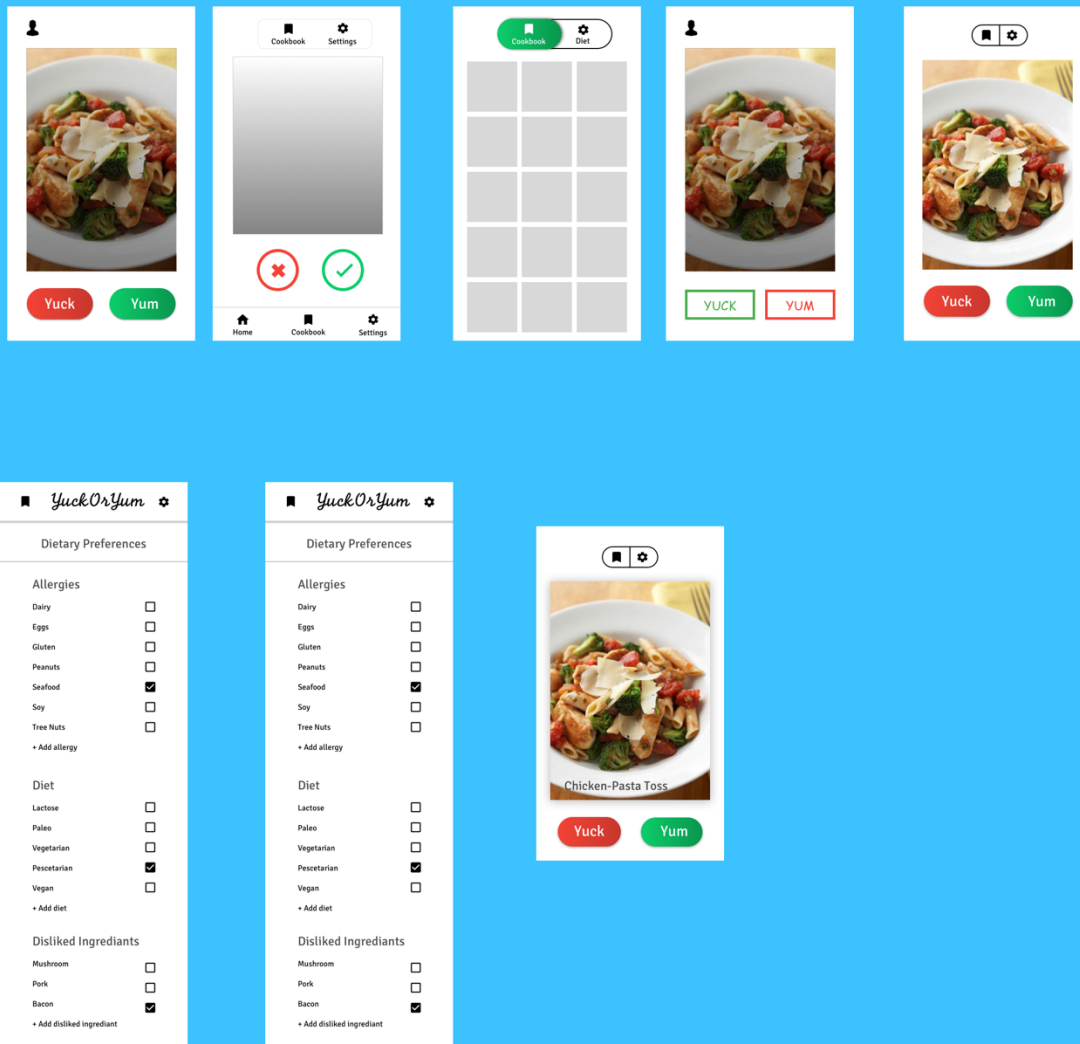 Yuck Yum
Cookbook Settings
Home Cookbook Settings
Cookbook Diet
YUCK YUM
Yuck Yum
YuckOrYum
Dietary Preferences
Allergies
Dairy
Eggs
Gluten
Peanuts
Seafood
Soy
Tree Nuts
+ Add allergy
Diet
Lactose
Paleo
Vegetarian
Pescetarian
Vegan
+ Add diet
Disliked Ingrediants
Mushroom
Pork
Bacon
+ Add disliked ingrediant
YuckOrYum
Dietary Preferences
Allergies
Dairy
Eggs
Gluten
Peanuts
Seafood
Soy
Tree Nuts
+ Add allergy
Diet
Lactose
Paleo
Vegetarian
Pescetarian
Vegan
+ Add diet
Disliked Ingrediants
Mushroom
Pork
Bacon
+ Add disliked ingrediant
Chicken-Pasta Toss
Yuck Yum